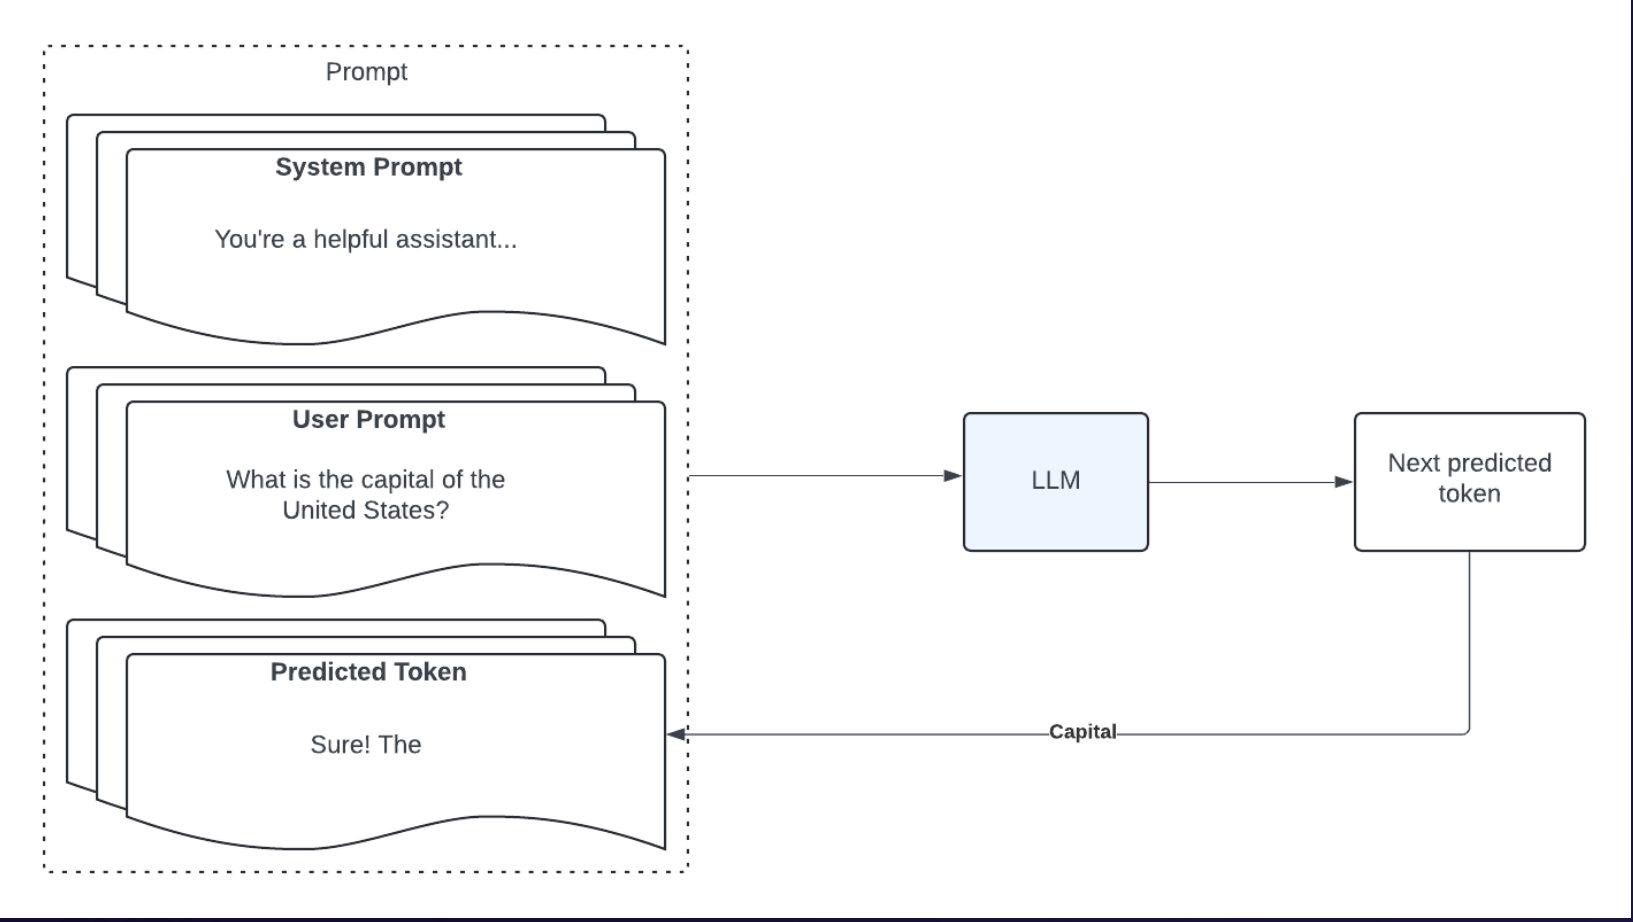 Prompt
System Prompt
You're a helpful assistant...
User Prompt
What is the capital of the
United States?
Predicted Token
Sure! The
LLM
Next predicted
token
Capital